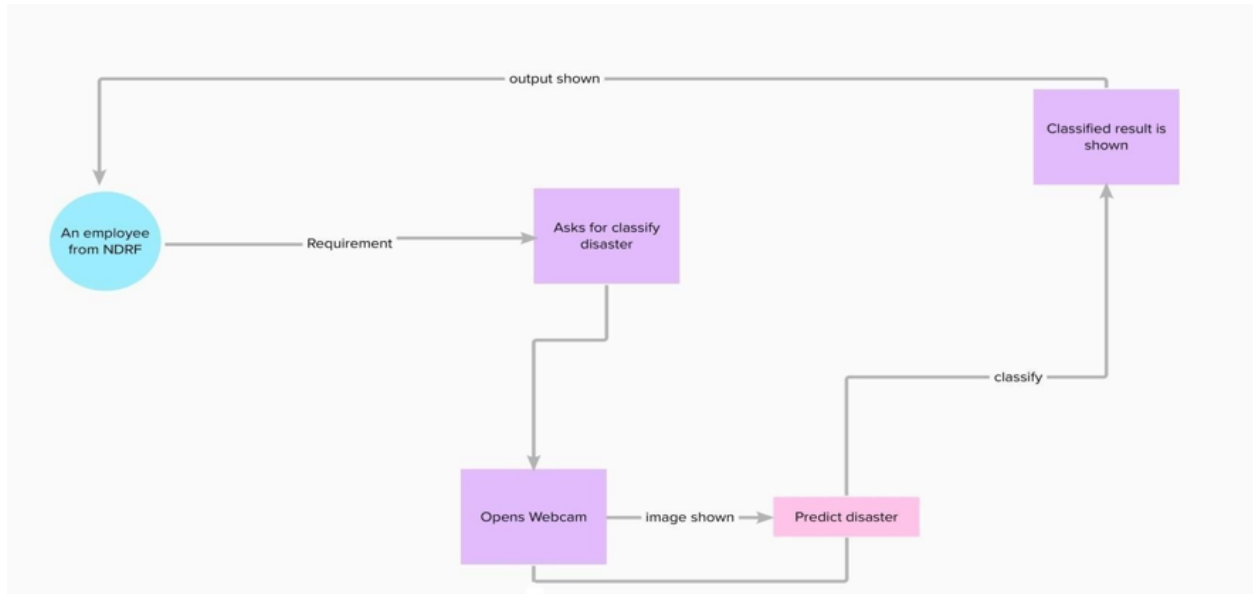 output shown
Classified result is
shown
An employee
from NDRF
Requirement
Asks for classify
disaster
classify
Opens Webcam
image shown
Predict disaster